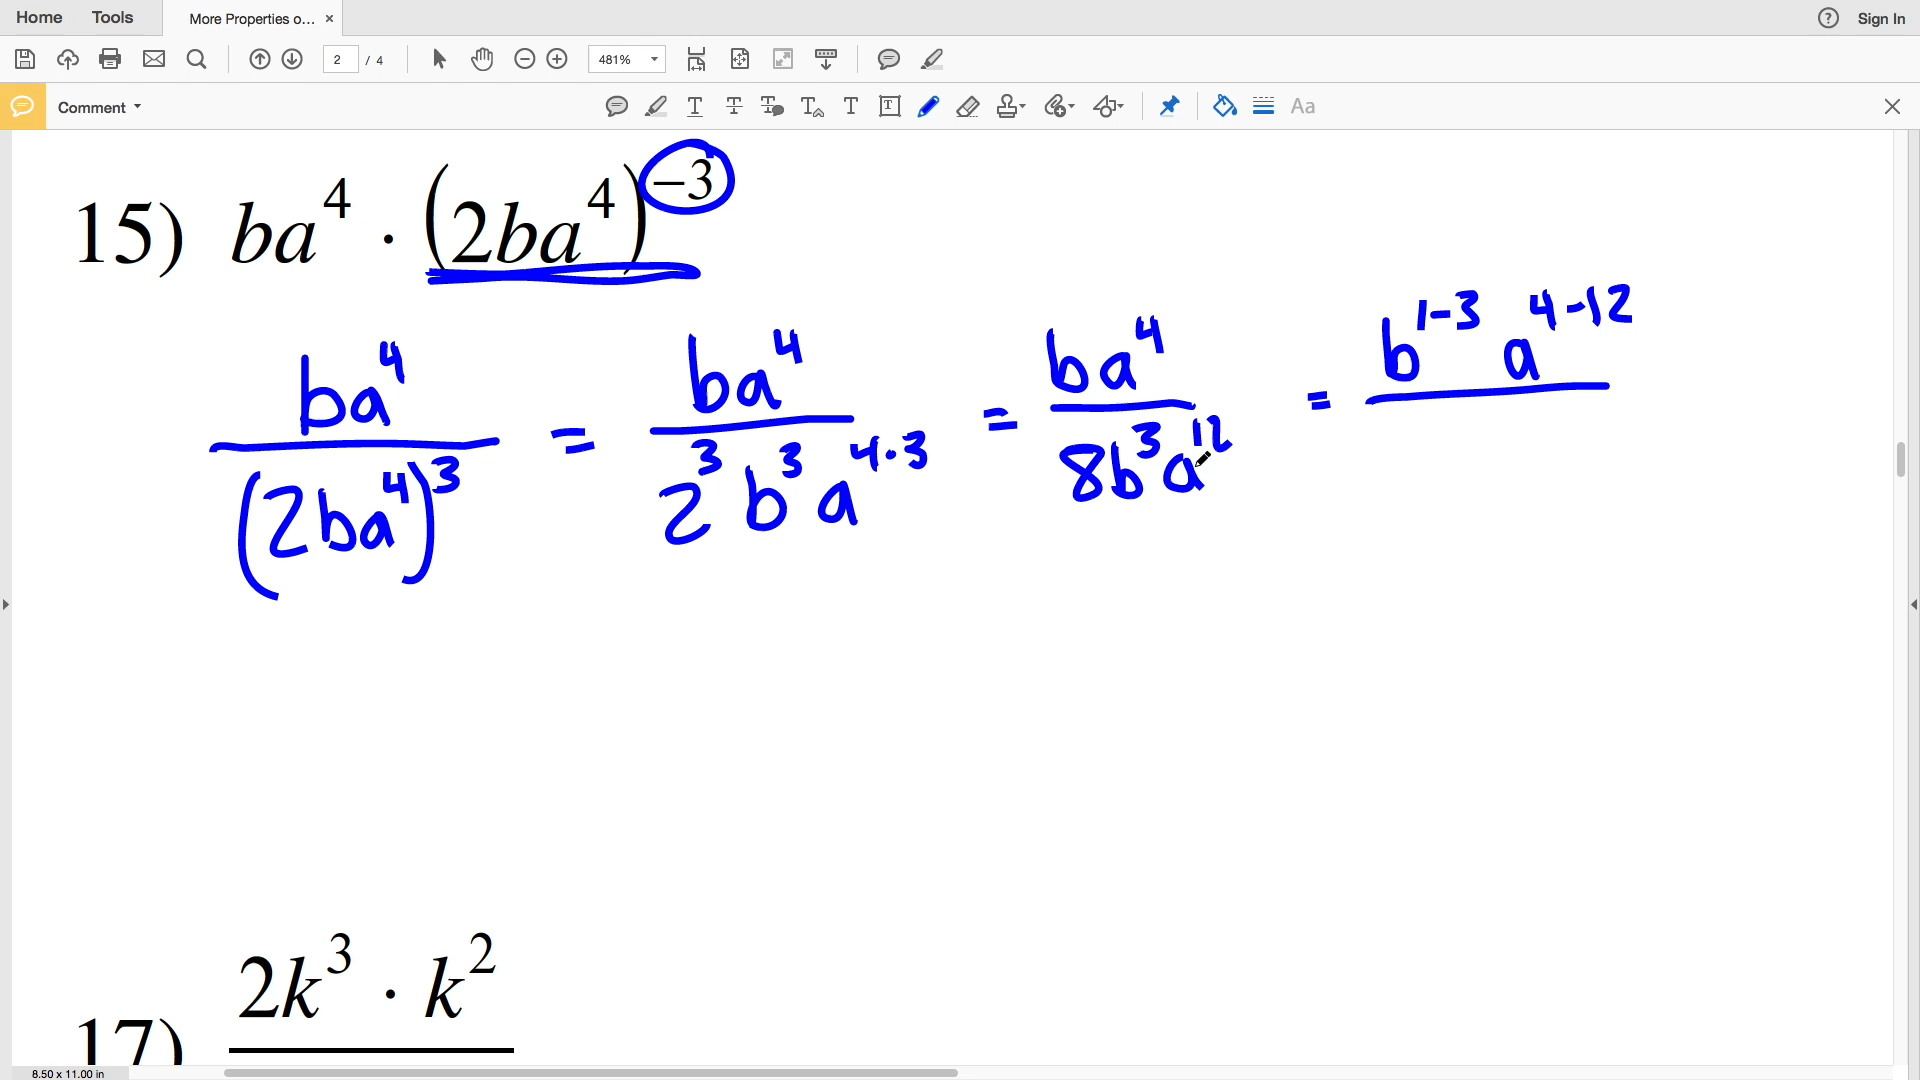 Home Tools More Properties o... × ? Sign In
2 / 4 481%
Comment T T T T T T Aa
15) ba^4 · (2ba^4)^-3
ba^4/(2ba^4)^3 = ba^4/2^3 b^3 a^4·3 = ba^4/8b^3a^12 = b^1-3 a^4-12
2k^3 · k^2
17)
8.50 x 11.00 in